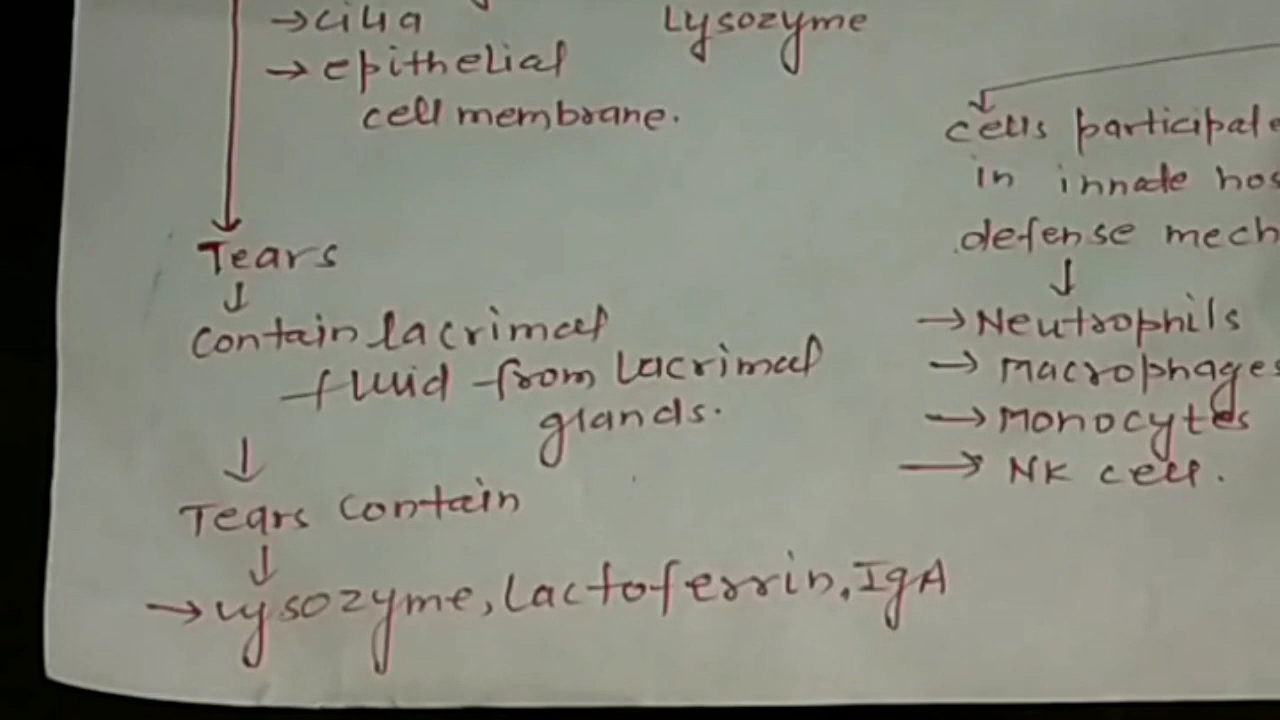 → cilia
→ epithelial
cell membrane.
Lysozyme
Tears
↓
contain lacrimal
fluid from lacrimal
glands.
↓
Tears contain
↓
→ lysozyme, Lactoferrin, IgA
cells participate
in innate hos
defense mech
↓
→ Neutrophils
→ Macrophages
→ Monocytes
→ NK cell.